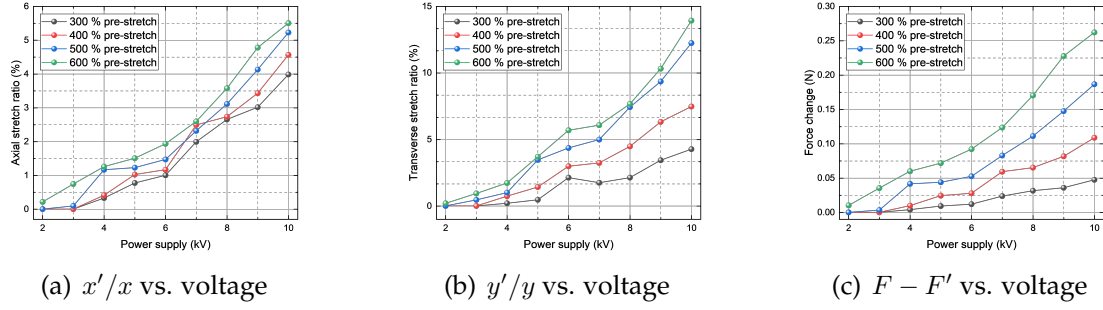 300 % pre-stretch
400 % pre-stretch
500 % pre-stretch
600 % pre-stretch
Axial stretch ratio (%)
6
5
4
3
2
1
0
2 4 6 8 10
Power supply (kV)
(a) x′/x vs. voltage
300 % pre-stretch
400 % pre-stretch
500 % pre-stretch
600 % pre-stretch
Transverse stretch ratio (%)
15
10
5
0
2 4 6 8 10
Power supply (kV)
(b) y′/y vs. voltage
300 % pre-stretch
400 % pre-stretch
500 % pre-stretch
600 % pre-stretch
Force change (N)
0.30
0.25
0.20
0.15
0.10
0.05
0.00
2 4 6 8 10
Power supply (kV)
(c) F − F′ vs. voltage